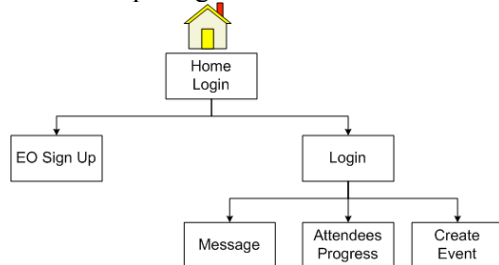 Home
Login
EO Sign Up
Login
Message
Attendees
Progress
Create
Event